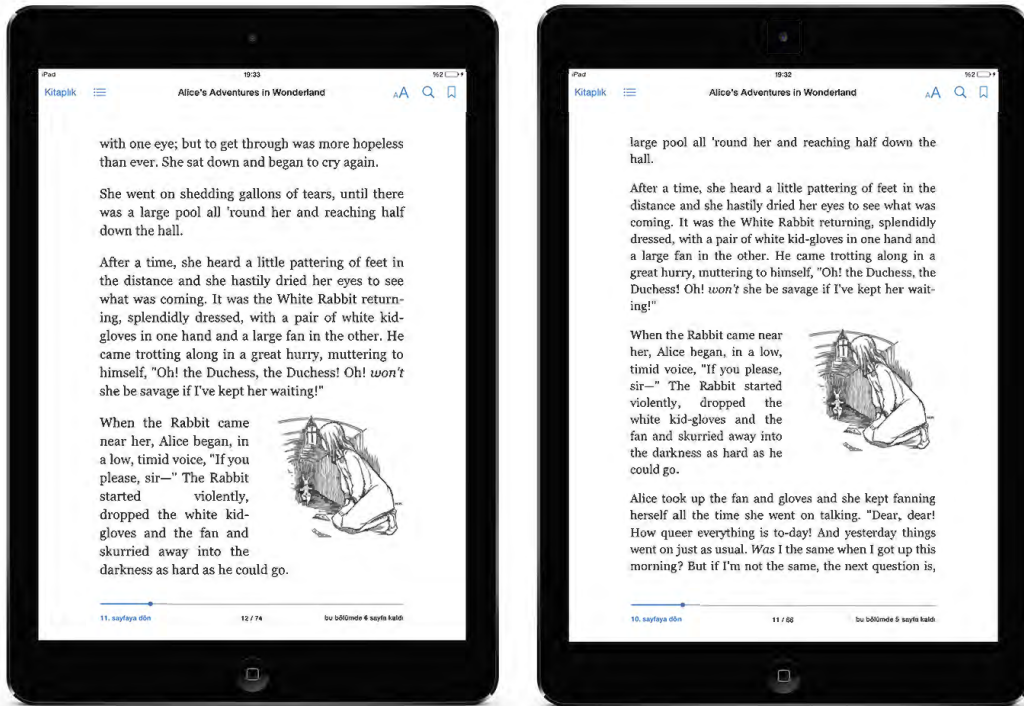 iPad 19:33 %2
Kitaplık Alice's Adventures in Wonderland AA
with one eye; but to get through was more hopeless
than ever. She sat down and began to cry again.
She went on shedding gallons of tears, until there
was a large pool all 'round her and reaching half
down the hall.
After a time, she heard a little pattering of feet in
the distance and she hastily dried her eyes to see
what was coming. It was the White Rabbit return-
ing, splendidly dressed, with a pair of white kid-
gloves in one hand and a large fan in the other. He
came trotting along in a great hurry, muttering to
himself, "Oh! the Duchess, the Duchess! Oh! won't
she be savage if I've kept her waiting!"
When the Rabbit came
near her, Alice began, in
a low, timid voice, "If you
please, sir—" The Rabbit
started violently,
dropped the white kid-
gloves and the fan and
skurried away into the
darkness as hard as he could go.
11. sayfaya dön 12 / 74 bu bölümde 6 sayfa kaldı
iPad 19:32 %2
Kitaplık Alice's Adventures in Wonderland AA
large pool all 'round her and reaching half down the
hall.
After a time, she heard a little pattering of feet in the
distance and she hastily dried her eyes to see what was
coming. It was the White Rabbit returning, splendidly
dressed, with a pair of white kid-gloves in one hand and
a large fan in the other. He came trotting along in a
great hurry, muttering to himself, "Oh! the Duchess, the
Duchess! Oh! won't she be savage if I've kept her wait-
ing!"
When the Rabbit came near
her, Alice began, in a low,
timid voice, "If you please,
sir—" The Rabbit started
violently, dropped the
white kid-gloves and the
fan and skurried away into
the darkness as hard as he
could go.
Alice took up the fan and gloves and she kept fanning
herself all the time she went on talking. "Dear, dear!
How queer everything is to-day! And yesterday things
went on just as usual. Was I the same when I got up this
morning? But if I'm not the same, the next question is,
10. sayfaya dön 11 / 66 bu bölümde 5 sayfa kaldı